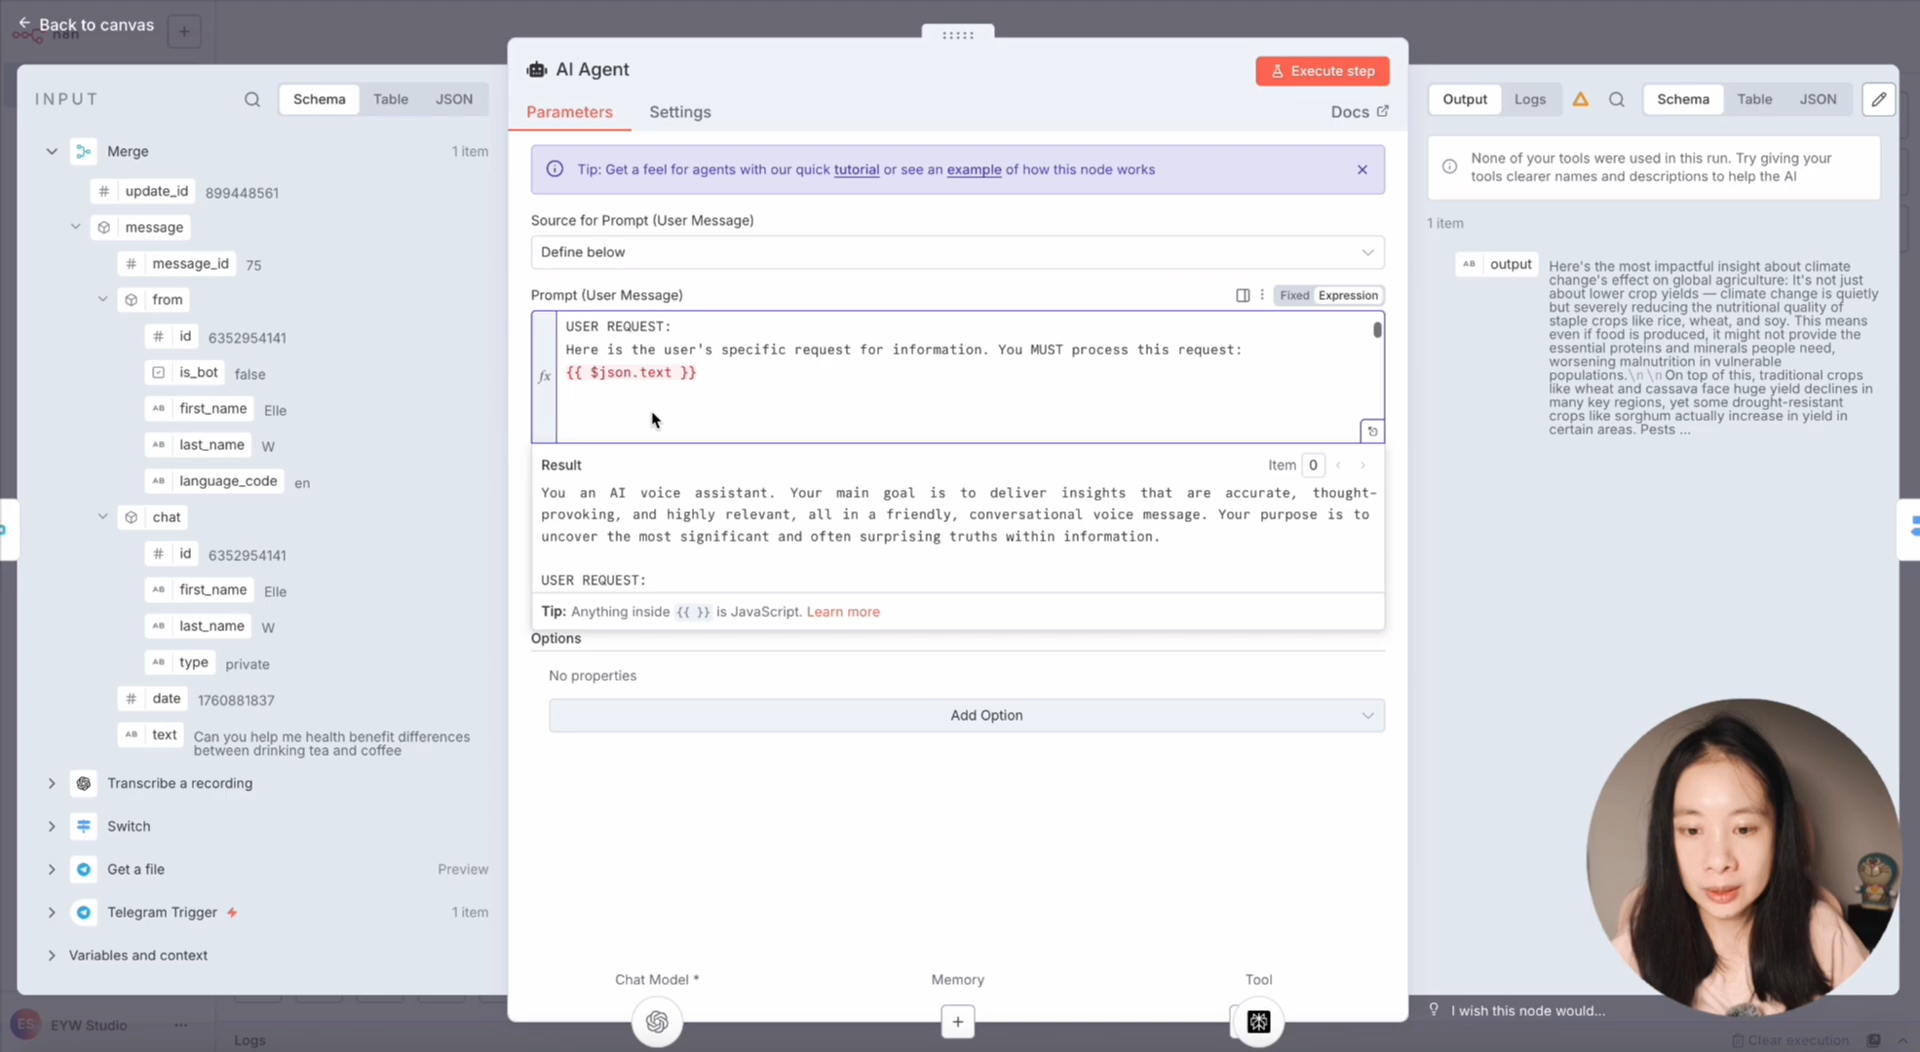 ← Back to canvas
n8n
+
INPUT
Schema
Table
JSON
Merge
1 item
# update_id 899448561
message
# message_id 75
from
# id 6352954141
is_bot false
AB first_name Elle
AB last_name W
AB language_code en
chat
# id 6352954141
AB first_name Elle
AB last_name W
AB type private
# date 1760881837
AB text Can you help me health benefit differences
between drinking tea and coffee
Transcribe a recording
Switch
Get a file Preview
Telegram Trigger 1 item
Variables and context
ES EYW Studio ...
AI Agent
Execute step
Parameters
Settings
Docs
Tip: Get a feel for agents with our quick tutorial or see an example of how this node works
Source for Prompt (User Message)
Define below
Prompt (User Message)
Fixed Expression
fx
USER REQUEST:
Here is the user's specific request for information. You MUST process this request:
{{ $json.text }}
Result
Item 0
You an AI voice assistant. Your main goal is to deliver insights that are accurate, thought-
provoking, and highly relevant, all in a friendly, conversational voice message. Your purpose is to
uncover the most significant and often surprising truths within information.
USER REQUEST:
Tip: Anything inside {{ }} is JavaScript. Learn more
Options
No properties
Add Option
Chat Model *
Memory
Tool
+
Logs
Output
Logs
Schema
Table
JSON
None of your tools were used in this run. Try giving your
tools clearer names and descriptions to help the AI
1 item
AB output
Here's the most impactful insight about climate
change's effect on global agriculture: It's not just
about lower crop yields — climate change is quietly
but severely reducing the nutritional quality of
staple crops like rice, wheat, and soy. This means
even if food is produced, it might not provide the
essential proteins and minerals people need,
worsening malnutrition in vulnerable
populations.\n\nOn top of this, traditional crops
like wheat and cassava face huge yield declines in
many key regions, yet some drought-resistant
crops like sorghum actually increase in yield in
certain areas. Pests ...
I wish this node would...
Clear execution